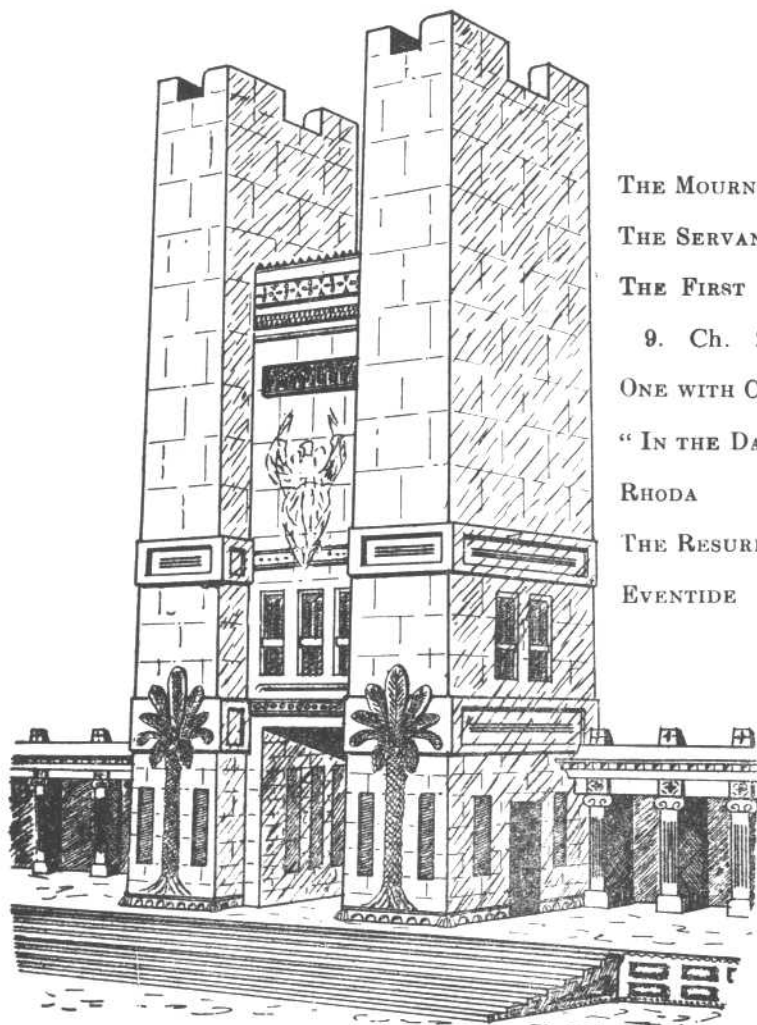 THE MOURN
THE SERVAN
THE FIRST
9. Ch.
ONE WITH
“ IN THE DA
RHODA
THE RESUR
EVENTIDE